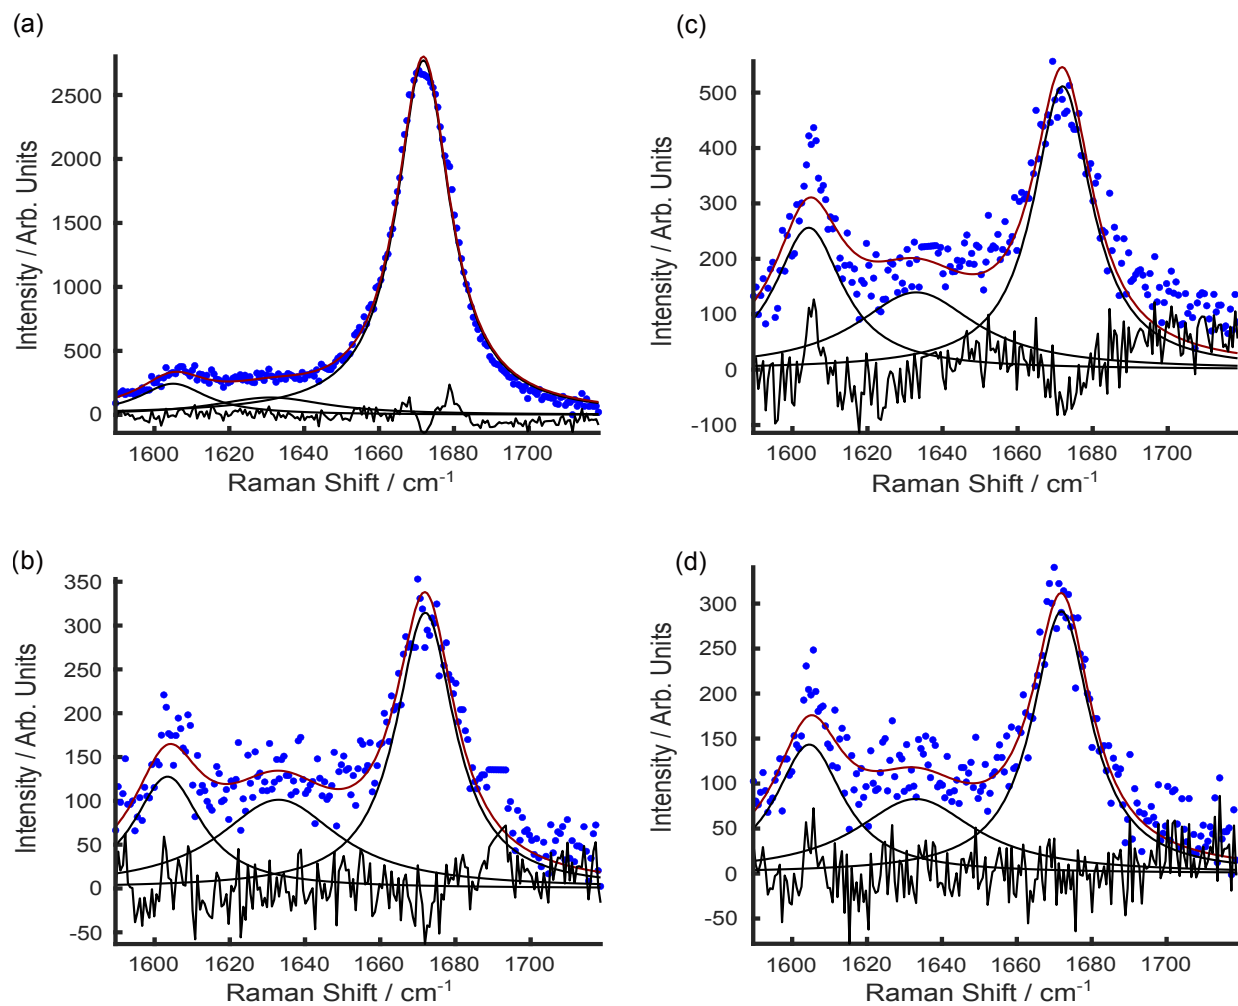 (a)
2500
2000
1500
1000
500
0
Intensity / Arb. Units
1600 1620 1640 1660 1680 1700
Raman Shift / cm-1
(c)
500
400
300
200
100
0
-100
Intensity / Arb. Units
1600 1620 1640 1660 1680 1700
Raman Shift / cm-1
(b)
350
300
250
200
150
100
50
0
-50
Intensity / Arb. Units
1600 1620 1640 1660 1680 1700
Raman Shift / cm-1
(d)
300
250
200
150
100
50
0
-50
Intensity / Arb. Units
1600 1620 1640 1660 1680 1700
Raman Shift / cm-1